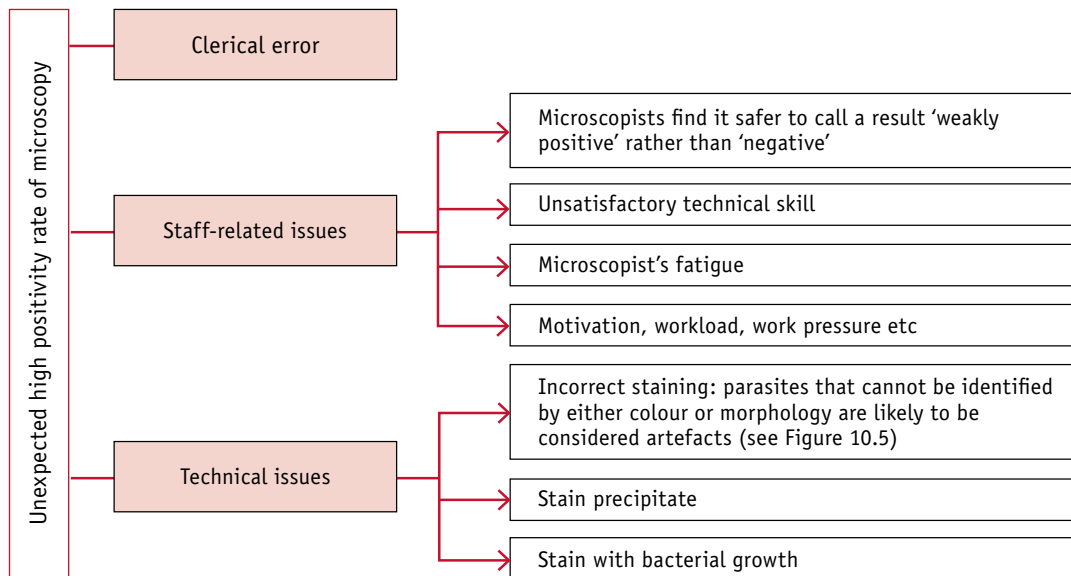 Unexpected high positivity rate of microscopy
Clerical error
Staff-related issues
Microscopists find it safer to call a result ‘weakly
positive’ rather than ‘negative’
Unsatisfactory technical skill
Microscopist’s fatigue
Motivation, workload, work pressure etc
Technical issues
Incorrect staining: parasites that cannot be identified
by either colour or morphology are likely to be
considered artefacts (see Figure 10.5)
Stain precipitate
Stain with bacterial growth